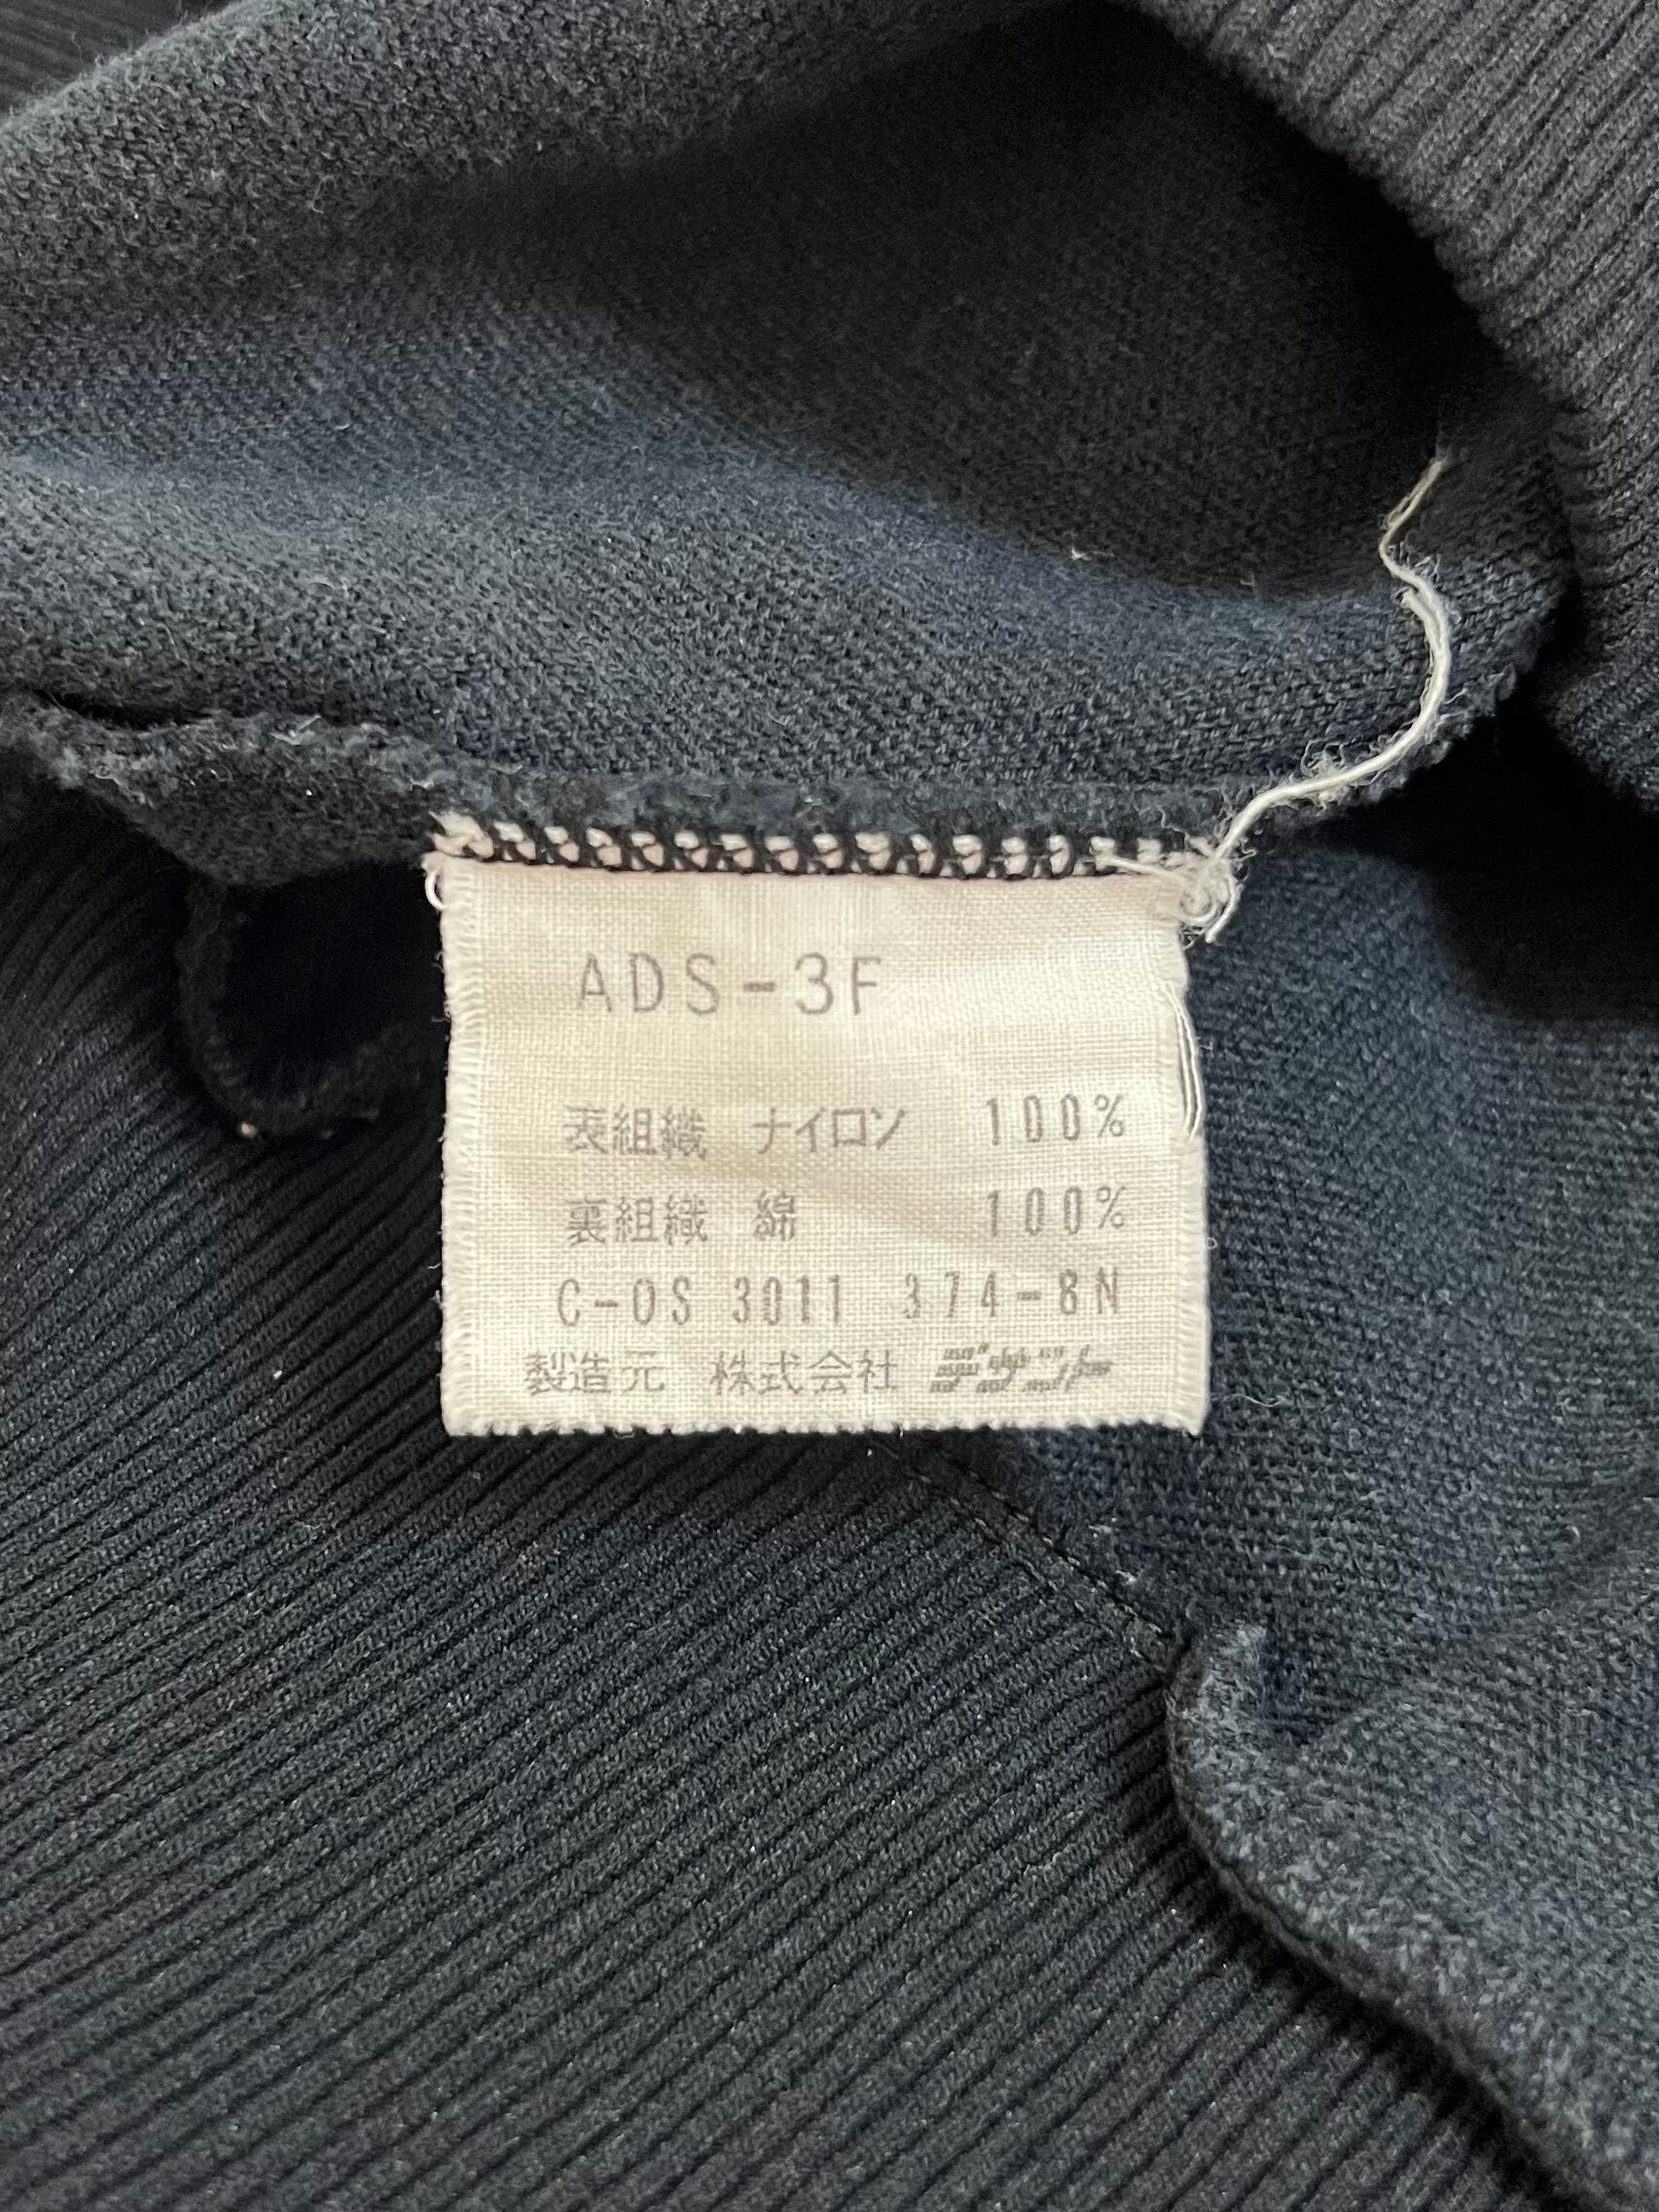 ADS-3F
表組織 ナイロン 100%
裏組織 綿 100%
C-OS 3011 374-8N
製造元 株式会社 デサント